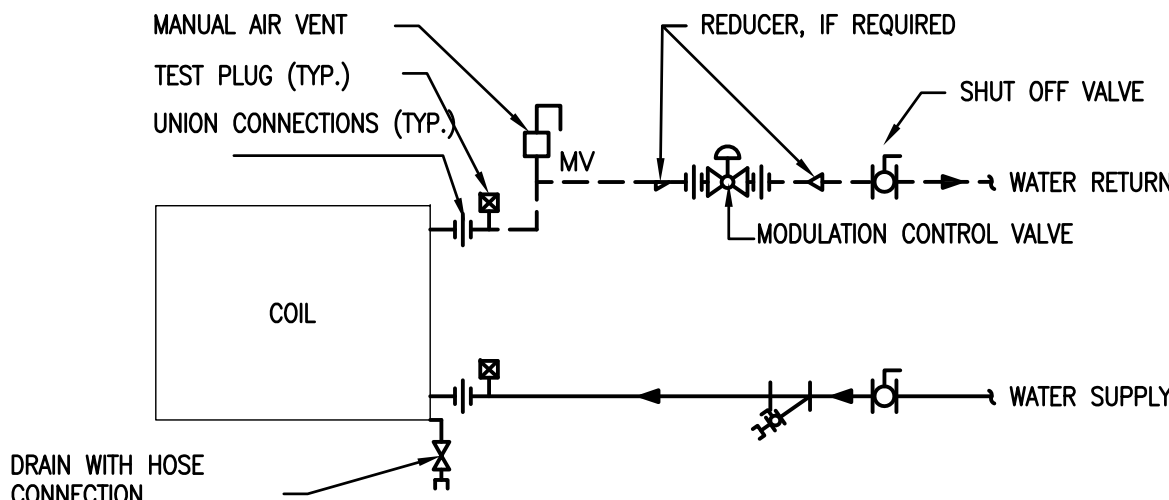 MANUAL AIR VENT
REDUCER, IF REQUIRED
TEST PLUG (TYP.)
SHUT OFF VALVE
UNION CONNECTIONS (TYP.)
MV
WATER RETURN
MODULATION CONTROL VALVE
COIL
WATER SUPPLY
DRAIN WITH HOSE
CONNECTION